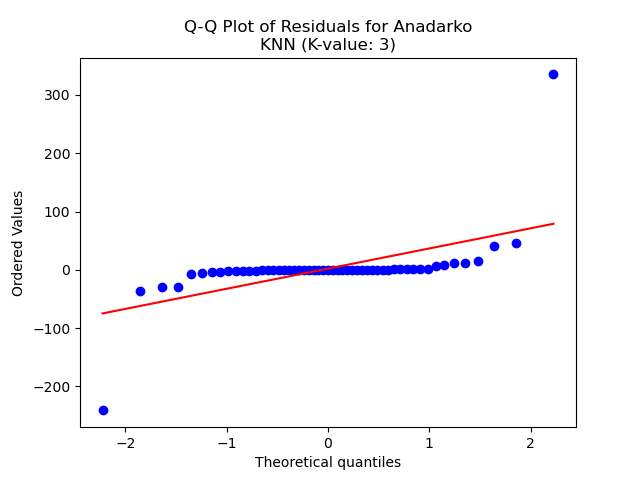 Q-Q Plot of Residuals for Anadarko
KNN (K-value: 3)
300
200
100
0
−100
−200
Ordered Values
−2
−1
0
1
2
Theoretical quantiles